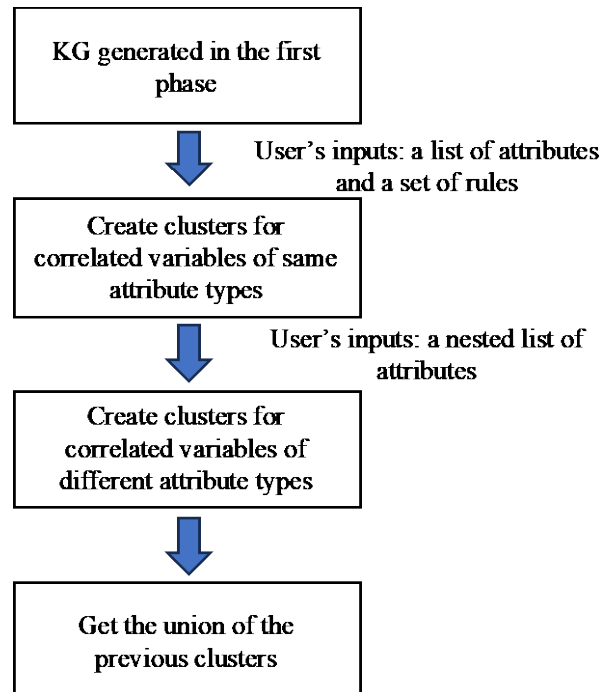 KG generated in the first
phase
User's inputs: a list of attributes
and a set of rules
Create clusters for
correlated variables of same
attribute types
User's inputs: a nested list of
attributes
Create clusters for
correlated variables of
different attribute types
Get the union of the
previous clusters